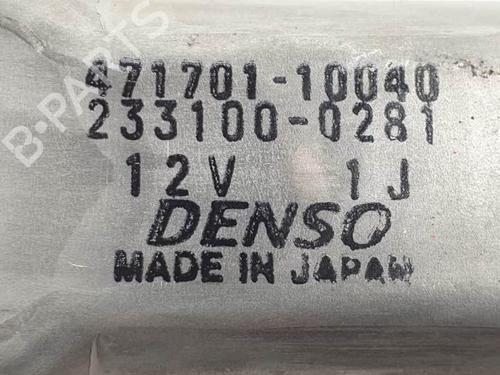 471701-10040
233100-0281
12V 1J
DENSO
MADE IN JAPAN
B-PARTS